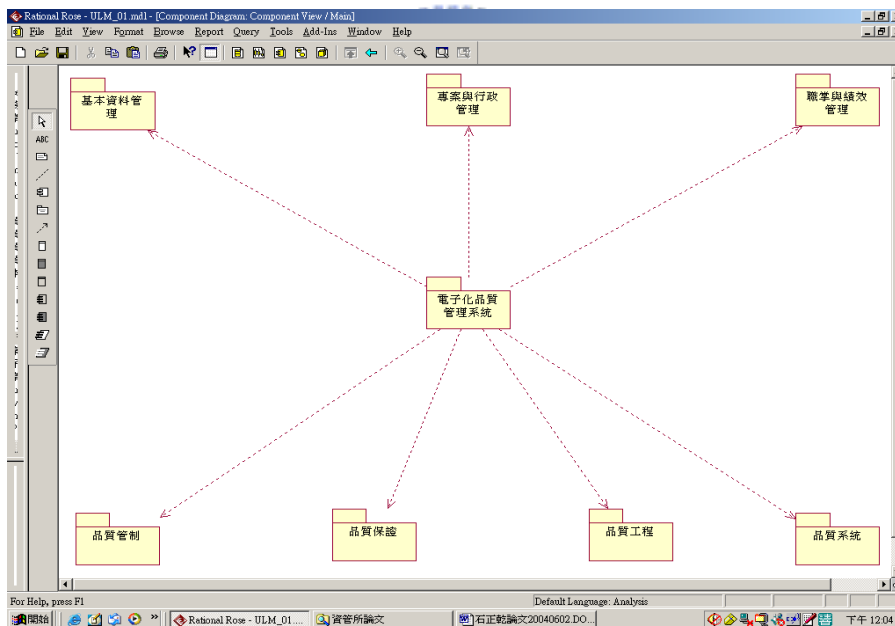 Rational Rose - ULM_01.mdl - [Component Diagram: Component View / Main]
File Edit View Format Browse Report Query Tools Add-Ins Window Help
ABC
基本資料管
理
專案與行政
管理
職掌與績效
管理
電子化品質
管理系統
品質管制
品質保證
品質工程
品質系統
For Help, press F1
Default Language: Analysis
開始
Rational Rose - ULM_01....
資管所論文
石正乾論文20040602.DO...
下午 12:04